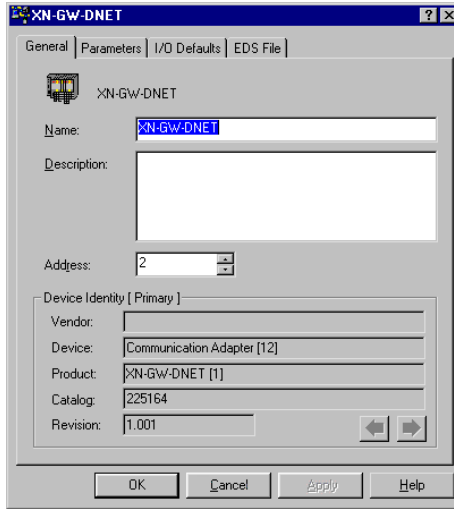 XN-GW-DNET
General Parameters I/O Defaults EDS File
XN-GW-DNET
Name: XN-GW-DNET
Description:
Address: 2
Device Identity [ Primary ]
Vendor:
Device: Communication Adapter [12]
Product: XN-GW-DNET [1]
Catalog: 225164
Revision: 1.001
OK Cancel Apply Help